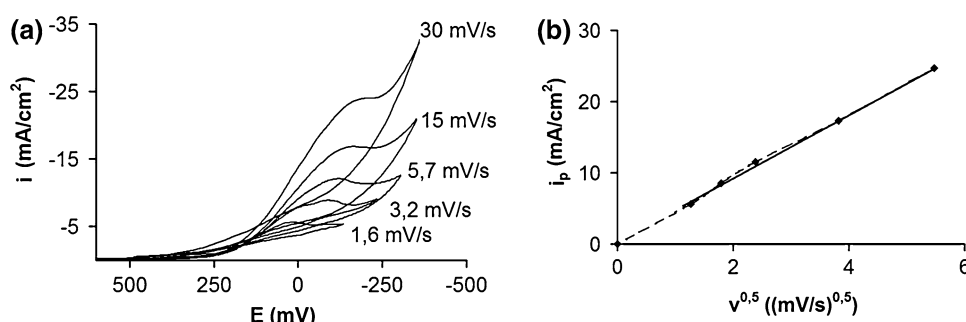 (a)
-35
-25
-15
-5
i (mA/cm²)
500
250
0
-250
-500
E (mV)
30 mV/s
15 mV/s
5,7 mV/s
3,2 mV/s
1,6 mV/s
(b)
30
20
10
0
iₚ (mA/cm²)
0
2
4
6
v⁰,⁵ ((mV/s)⁰,⁵)